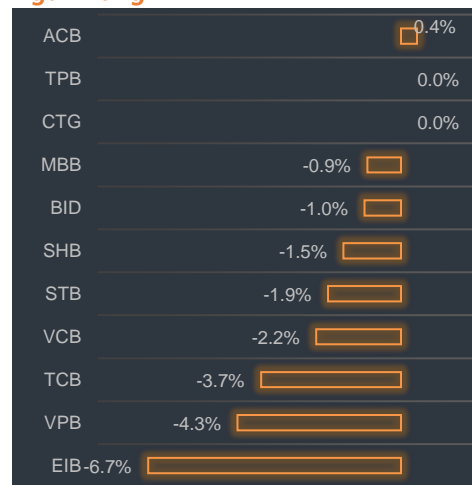 ACB 0.4%
TPB 0.0%
CTG 0.0%
MBB -0.9%
BID -1.0%
SHB -1.5%
STB -1.9%
VCB -2.2%
TCB -3.7%
VPB -4.3%
EIB -6.7%